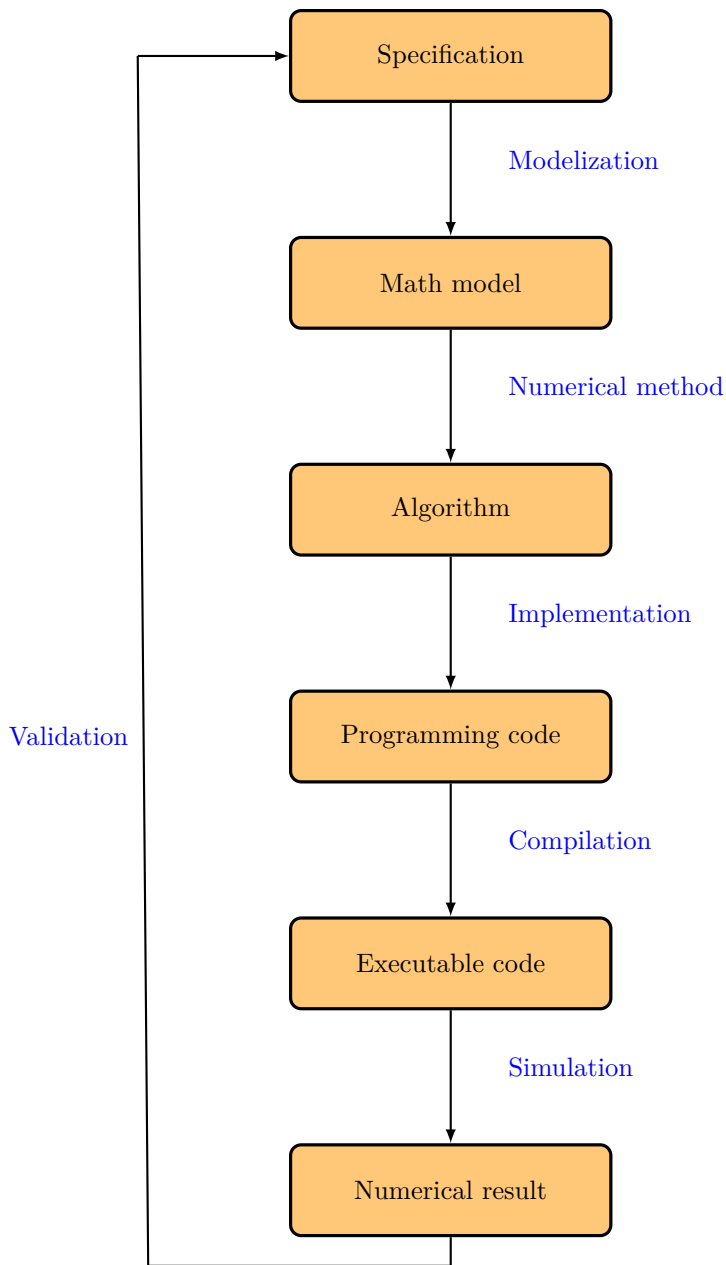 Specification
Modelization
Math model
Numerical method
Algorithm
Implementation
Programming code
Validation
Compilation
Executable code
Simulation
Numerical result